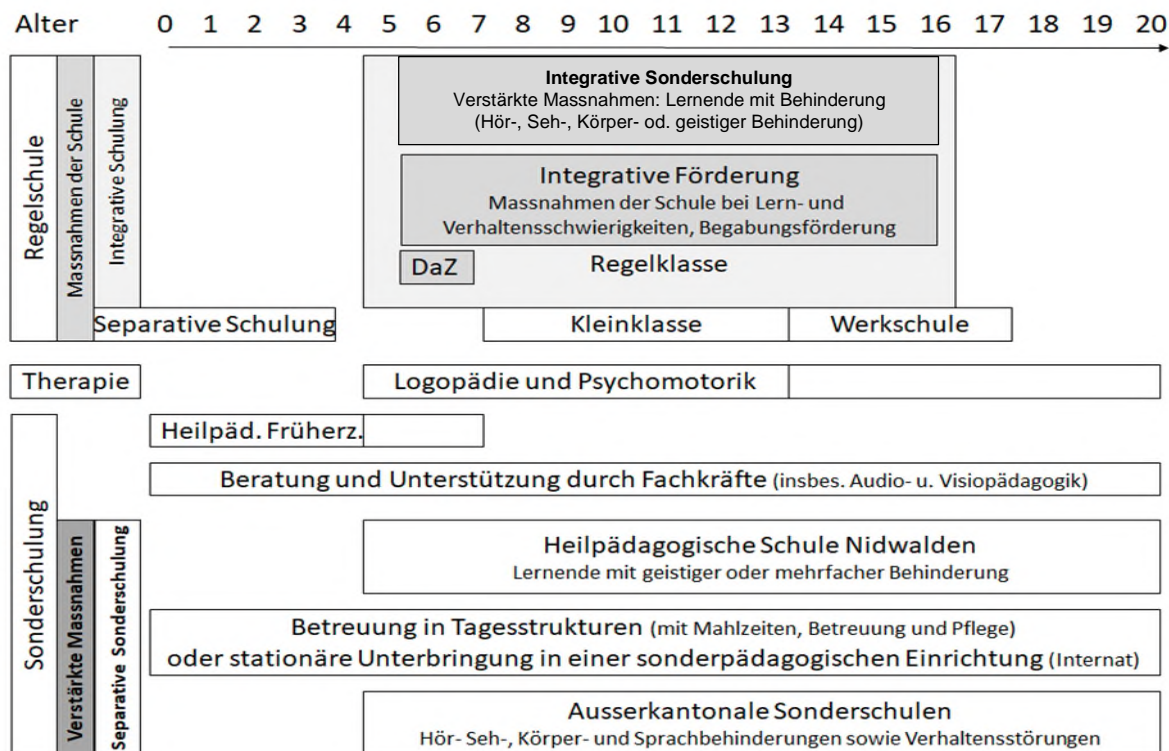 Alter 0 1 2 3 4 5 6 7 8 9 10 11 12 13 14 15 16 17 18 19 20
Regelschule
Massnahmen der Schule
Integrative Schulung
Integrative Sonderschulung
Verstärkte Massnahmen: Lernende mit Behinderung
(Hör-, Seh-, Körper- od. geistiger Behinderung)
Integrative Förderung
Massnahmen der Schule bei Lern- und
Verhaltensschwierigkeiten, Begabungsförderung
DaZ Regelklasse
Separative Schulung Kleinklasse Werkschule
Therapie Logopädie und Psychomotorik
Sonderschulung
Heilpäd. Früherz.
Beratung und Unterstützung durch Fachkräfte (insbes. Audio- u. Visiopädagogik)
Verstärkte Massnahmen
Separative Sonderschulung
Heilpädagogische Schule Nidwalden
Lernende mit geistiger oder mehrfacher Behinderung
Betreuung in Tagesstrukturen (mit Mahlzeiten, Betreuung und Pflege)
oder stationäre Unterbringung in einer sonderpädagogischen Einrichtung (Internat)
Ausserkantonale Sonderschulen
Hör- Seh-, Körper- und Sprachbehinderungen sowie Verhaltensstörungen